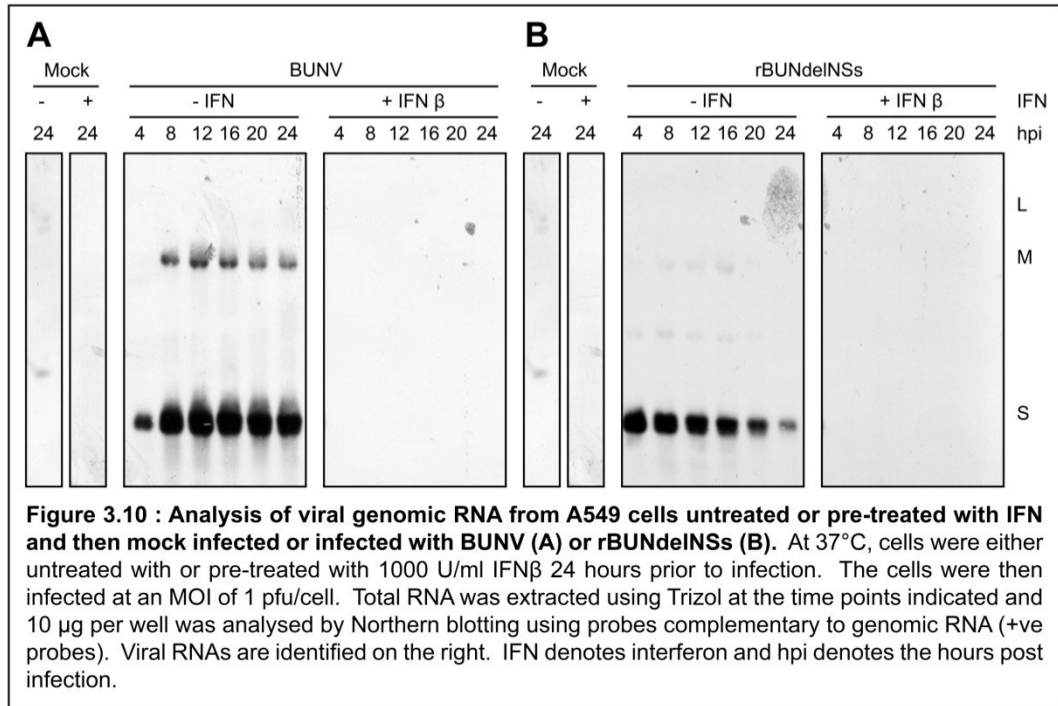 A B
Mock BUNV Mock rBUNdelNSs
- + - IFN + IFN β - + - IFN + IFN β IFN
24 24 4 8 12 16 20 24 4 8 12 16 20 24 24 24 4 8 12 16 20 24 4 8 12 16 20 24 hpi
L
M
S
Figure 3.10 : Analysis of viral genomic RNA from A549 cells untreated or pre-treated with IFN
and then mock infected or infected with BUNV (A) or rBUNdelNSs (B). At 37°C, cells were either
untreated with or pre-treated with 1000 U/ml IFNβ 24 hours prior to infection. The cells were then
infected at an MOI of 1 pfu/cell. Total RNA was extracted using Trizol at the time points indicated and
10 µg per well was analysed by Northern blotting using probes complementary to genomic RNA (+ve
probes). Viral RNAs are identified on the right. IFN denotes interferon and hpi denotes the hours post
infection.